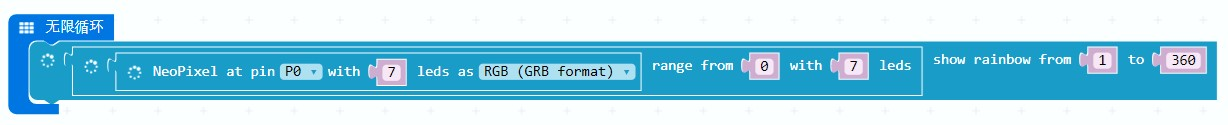 无限循环
NeoPixel at pin P0 with 7 leds as RGB (GRB format) range from 0 with 7 leds show rainbow from 1 to 360